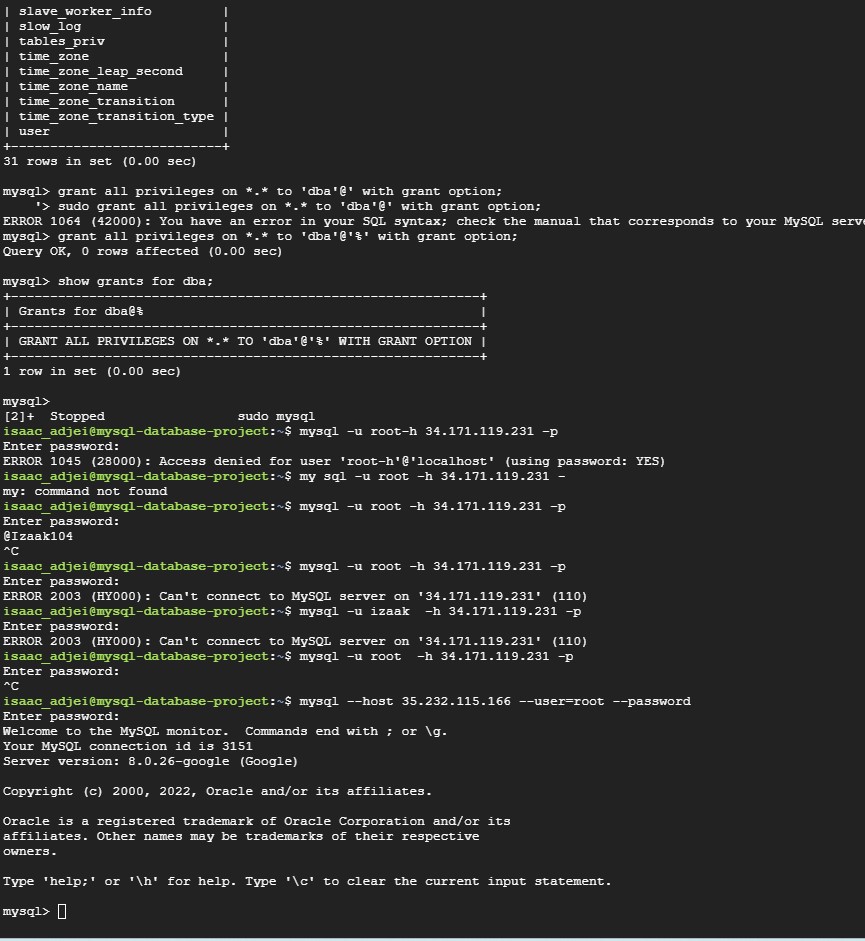 | slave_worker_info         |
| slow_log                  |
| tables_priv               |
| time_zone                 |
| time_zone_leap_second     |
| time_zone_name            |
| time_zone_transition      |
| time_zone_transition_type |
| user                      |
+---------------------------+
31 rows in set (0.00 sec)
mysql> grant all privileges on *.* to 'dba'@' with grant option;
    '> sudo grant all privileges on *.* to 'dba'@' with grant option;
ERROR 1064 (42000): You have an error in your SQL syntax; check the manual that corresponds to your MySQL serve
mysql> grant all privileges on *.* to 'dba'@'%' with grant option;
Query OK, 0 rows affected (0.00 sec)
mysql> show grants for dba;
+------------------------------------------------------------+
| Grants for dba@%                                           |
+------------------------------------------------------------+
| GRANT ALL PRIVILEGES ON *.* TO 'dba'@'%' WITH GRANT OPTION |
+------------------------------------------------------------+
1 row in set (0.00 sec)
mysql>
[2]+  Stopped                 sudo mysql
isaac_adjei@mysql-database-project:~$ mysql -u root-h 34.171.119.231 -p
Enter password:
ERROR 1045 (28000): Access denied for user 'root-h'@'localhost' (using password: YES)
isaac_adjei@mysql-database-project:~$ my sql -u root -h 34.171.119.231 -
my: command not found
isaac_adjei@mysql-database-project:~$ mysql -u root -h 34.171.119.231 -p
Enter password:
@Izaak104
^C
isaac_adjei@mysql-database-project:~$ mysql -u root -h 34.171.119.231 -p
Enter password:
ERROR 2003 (HY000): Can't connect to MySQL server on '34.171.119.231' (110)
isaac_adjei@mysql-database-project:~$ mysql -u izaak  -h 34.171.119.231 -p
Enter password:
ERROR 2003 (HY000): Can't connect to MySQL server on '34.171.119.231' (110)
isaac_adjei@mysql-database-project:~$ mysql -u root  -h 34.171.119.231 -p
Enter password:
^C
isaac_adjei@mysql-database-project:~$ mysql --host 35.232.115.166 --user=root --password
Enter password:
Welcome to the MySQL monitor.  Commands end with ; or \g.
Your MySQL connection id is 3151
Server version: 8.0.26-google (Google)
Copyright (c) 2000, 2022, Oracle and/or its affiliates.
Oracle is a registered trademark of Oracle Corporation and/or its
affiliates. Other names may be trademarks of their respective
owners.
Type 'help;' or '\h' for help. Type '\c' to clear the current input statement.
mysql>